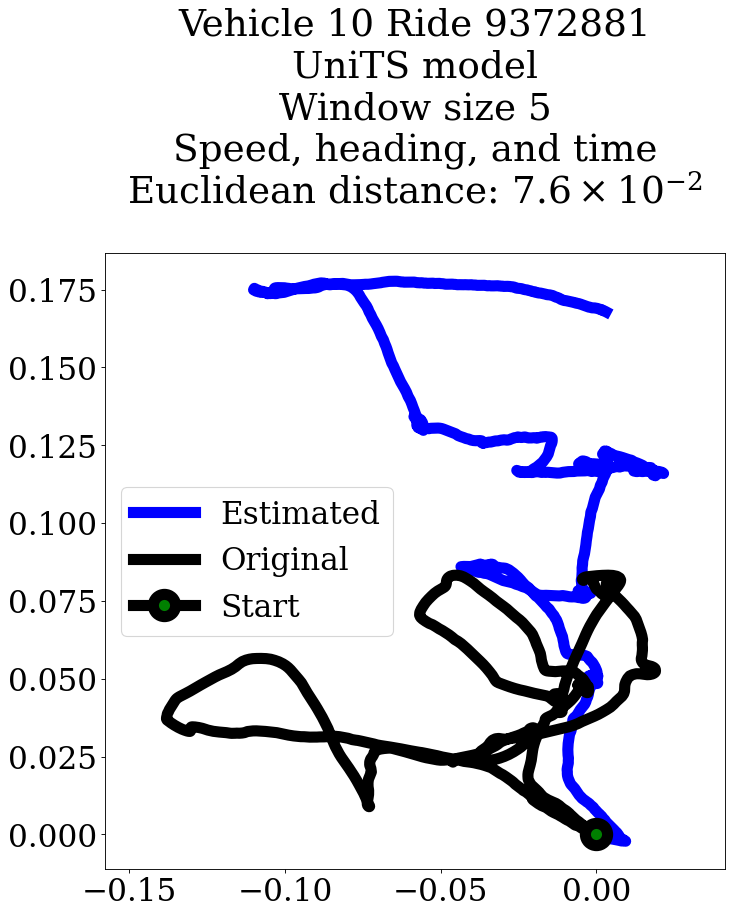 Vehicle 10 Ride 9372881
UniTS model
Window size 5
Speed, heading, and time
Euclidean distance: 7.6 × 10⁻²
0.175
0.150
0.125
0.100
0.075
0.050
0.025
0.000
Estimated
Original
Start
−0.15 −0.10 −0.05 0.00